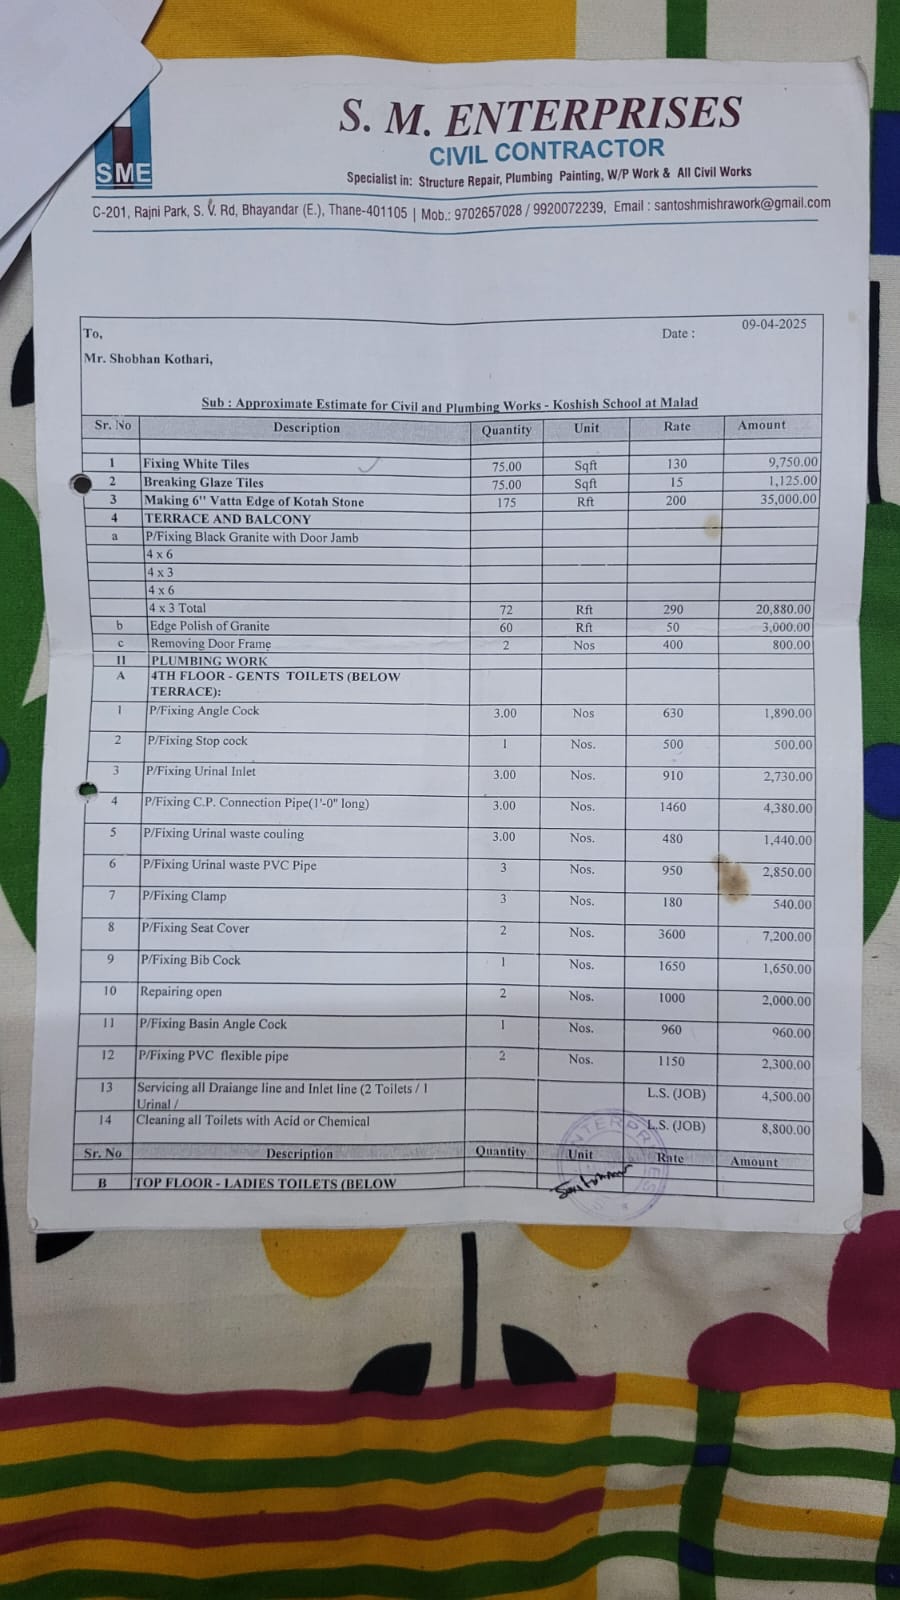 SME
S. M. ENTERPRISES
CIVIL CONTRACTOR
Specialist in: Structure Repair, Plumbing Painting, W/P Work & All Civil Works
C-201, Rajni Park, S. V. Rd, Bhayandar (E.), Thane-401105 | Mob.: 9702657028 / 9920072239, Email : santoshmishrawork@gmail.com
To, Date : 09-04-2025
Mr. Shobhan Kothari,
Sub : Approximate Estimate for Civil and Plumbing Works - Koshish School at Malad
Sr. No Description Quantity Unit Rate Amount
1 Fixing White Tiles 75.00 Sqft 130 9,750.00
2 Breaking Glaze Tiles 75.00 Sqft 15 1,125.00
3 Making 6" Vatta Edge of Kotah Stone 175 Rft 200 35,000.00
4 TERRACE AND BALCONY
a P/Fixing Black Granite with Door Jamb
4 x 6
4 x 3
4 x 6
4 x 3 Total 72 Rft 290 20,880.00
b Edge Polish of Granite 60 Rft 50 3,000.00
c Removing Door Frame 2 Nos 400 800.00
II PLUMBING WORK
A 4TH FLOOR - GENTS TOILETS (BELOW
TERRACE):
1 P/Fixing Angle Cock 3.00 Nos 630 1,890.00
2 P/Fixing Stop cock 1 Nos. 500 500.00
3 P/Fixing Urinal Inlet 3.00 Nos. 910 2,730.00
4 P/Fixing C.P. Connection Pipe(1'-0" long) 3.00 Nos. 1460 4,380.00
5 P/Fixing Urinal waste couling 3.00 Nos. 480 1,440.00
6 P/Fixing Urinal waste PVC Pipe 3 Nos. 950 2,850.00
7 P/Fixing Clamp 3 Nos. 180 540.00
8 P/Fixing Seat Cover 2 Nos. 3600 7,200.00
9 P/Fixing Bib Cock 1 Nos. 1650 1,650.00
10 Repairing open 2 Nos. 1000 2,000.00
11 P/Fixing Basin Angle Cock 1 Nos. 960 960.00
12 P/Fixing PVC flexible pipe 2 Nos. 1150 2,300.00
13 Servicing all Draiange line and Inlet line (2 Toilets / 1 L.S. (JOB) 4,500.00
Urinal /
14 Cleaning all Toilets with Acid or Chemical L.S. (JOB) 8,800.00
Sr. No Description Quantity Unit Rate Amount
B TOP FLOOR - LADIES TOILETS (BELOW